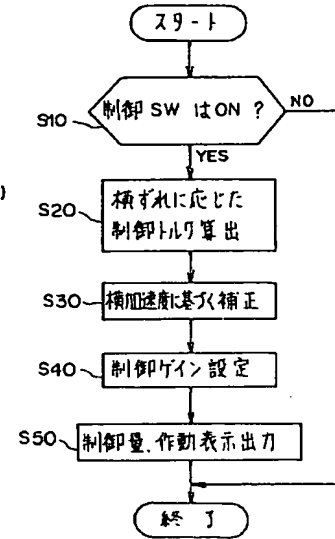 スタート
制御 SW はON ?
NO
S10
YES
横ずれに応じた
制御トルク算出
S20
横加速度に基づく補正
S30
制御ゲイン設定
S40
制御量、作動表示出力
S50
終了